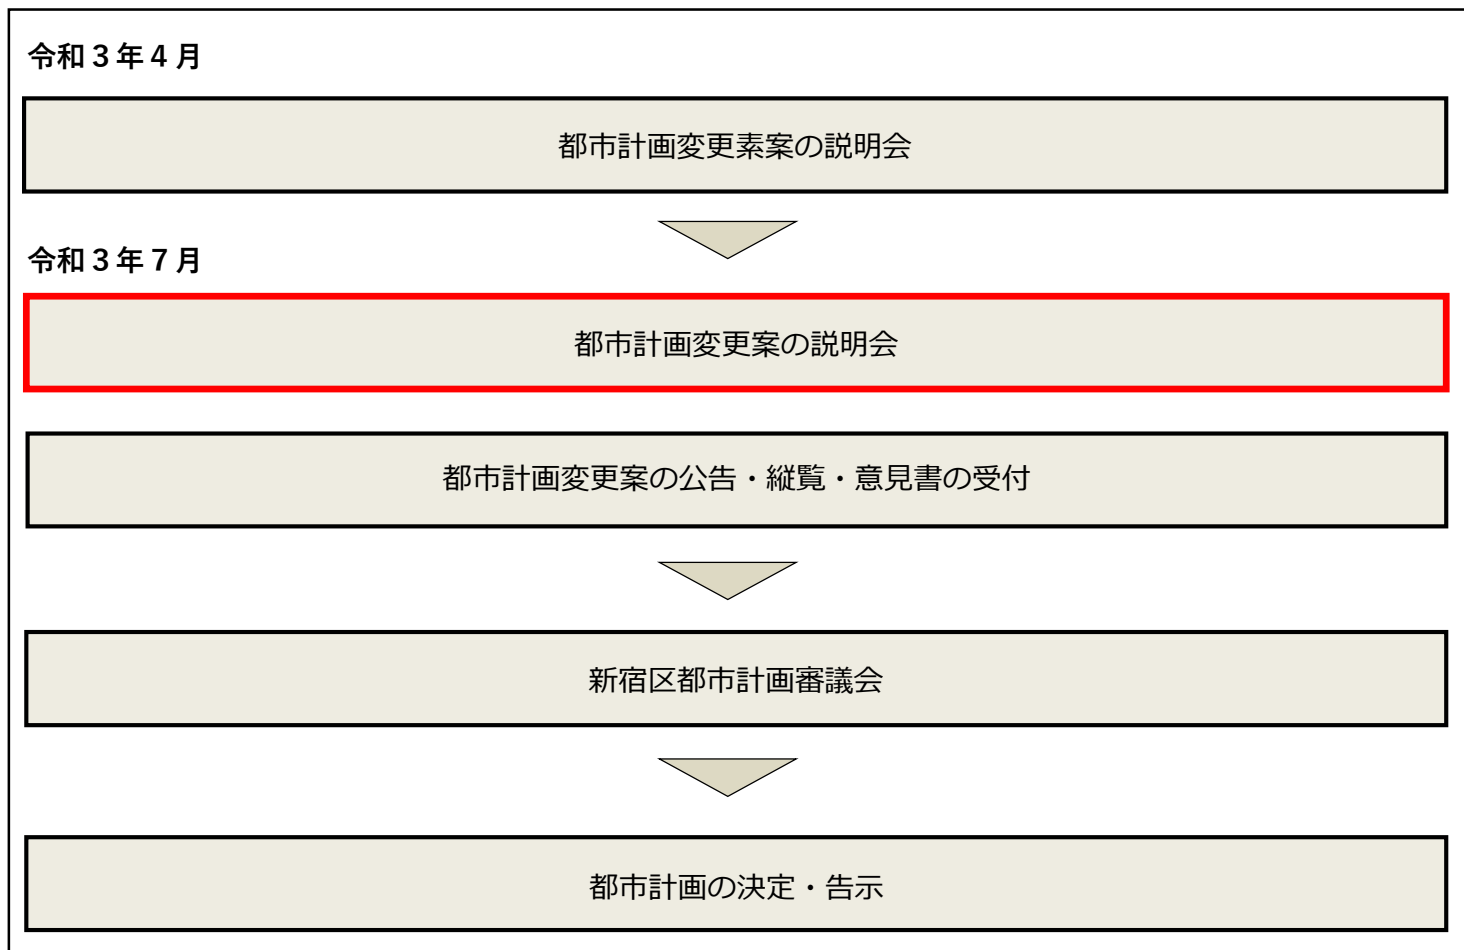 令和３年４月
都市計画変更素案の説明会
令和３年７月
都市計画変更案の説明会
都市計画変更案の公告・縦覧・意見書の受付
新宿区都市計画審議会
都市計画の決定・告示